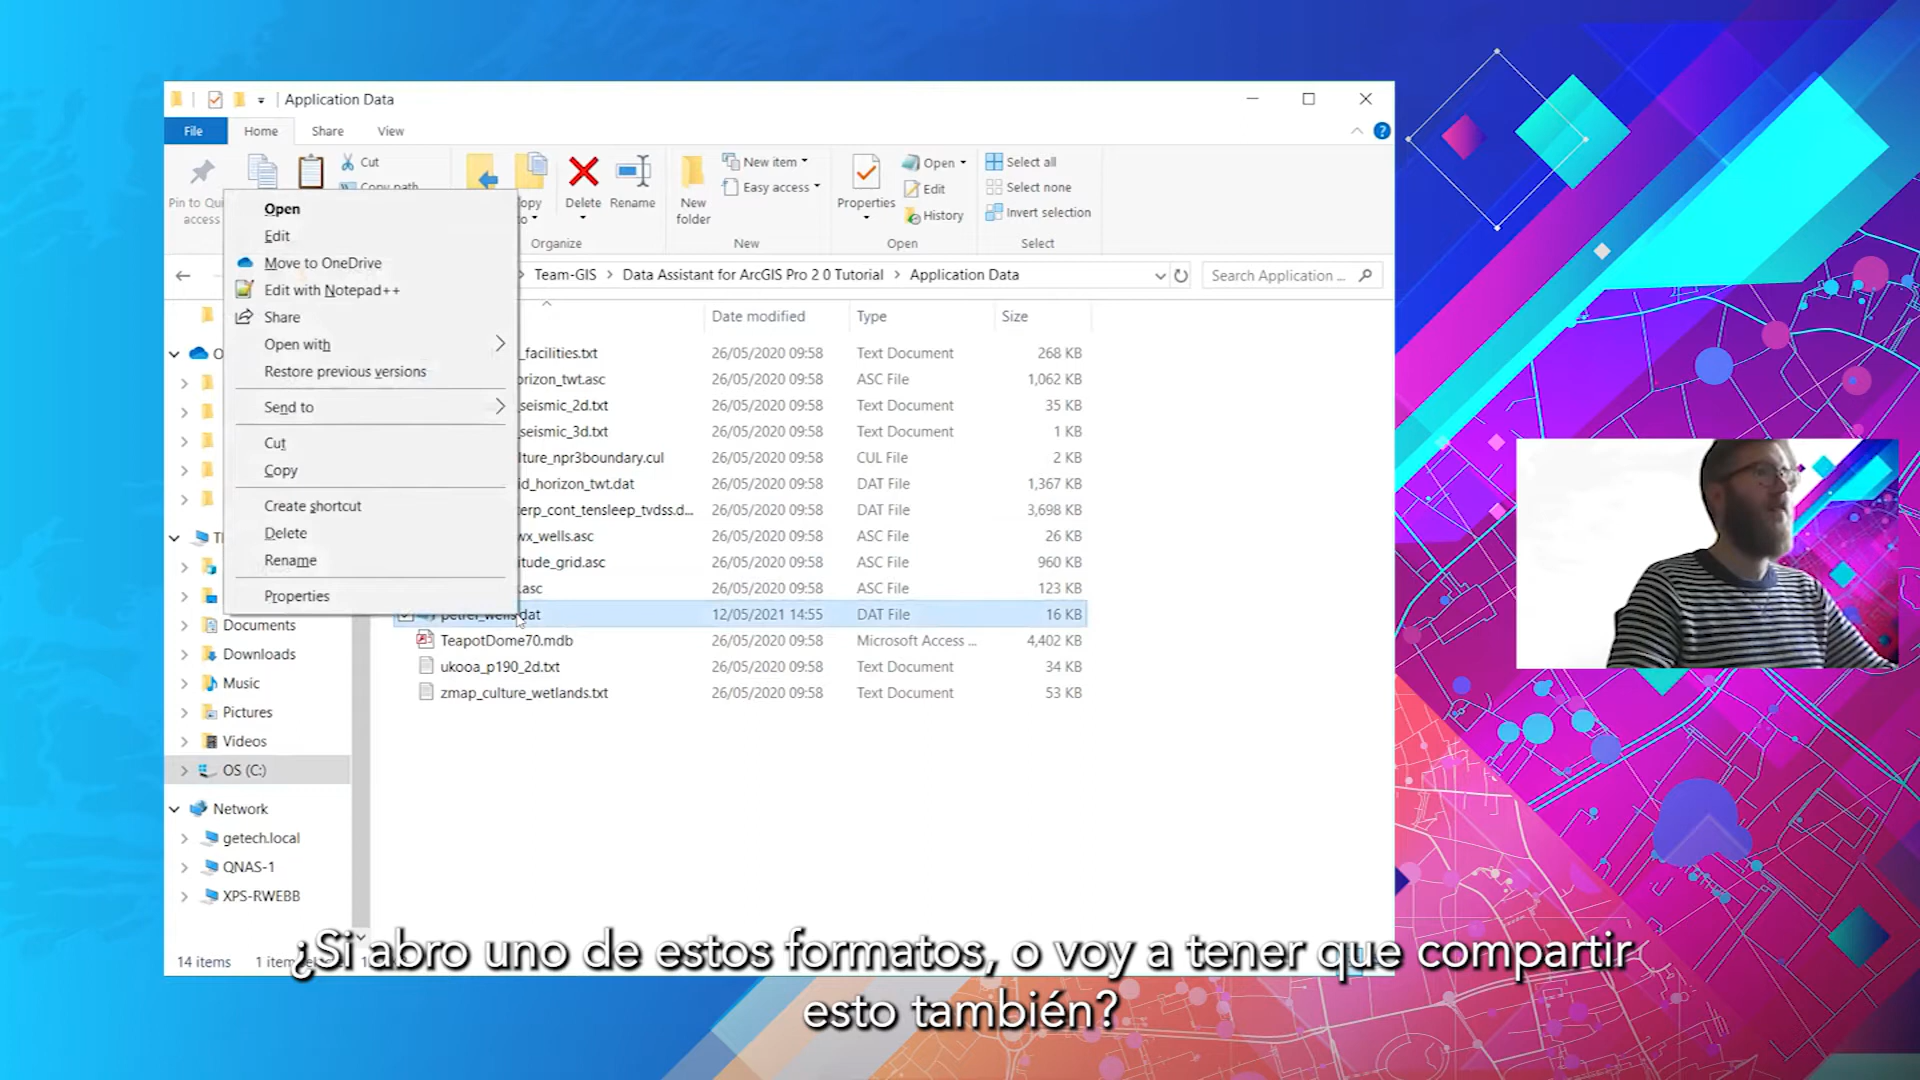 Application Data
File Home Share View
Cut
Copy path
Pin to Qui
access
Delete
Rename
New
folder
New item
Easy access
Properties
Open
Edit
History
Select all
Select none
Invert selection
Organize
New
Open
Select
Team-GIS > Data Assistant for ArcGIS Pro 2 0 Tutorial > Application Data
Search Application ...
Date modified Type Size
Open
Edit
Move to OneDrive
Edit with Notepad++
Share
Open with
Restore previous versions
Send to
Cut
Copy
Create shortcut
Delete
Rename
Properties
_facilities.txt 26/05/2020 09:58 Text Document 268 KB
orizon_twt.asc 26/05/2020 09:58 ASC File 1,062 KB
_seismic_2d.txt 26/05/2020 09:58 Text Document 35 KB
_seismic_3d.txt 26/05/2020 09:58 Text Document 1 KB
lture_npr3boundary.cul 26/05/2020 09:58 CUL File 2 KB
id_horizon_twt.dat 26/05/2020 09:58 DAT File 1,367 KB
terp_cont_tensleep_tvdss.d... 26/05/2020 09:58 DAT File 3,698 KB
wx_wells.asc 26/05/2020 09:58 ASC File 26 KB
itude_grid.asc 26/05/2020 09:58 ASC File 960 KB
.asc 26/05/2020 09:58 ASC File 123 KB
petrel_wells.dat 12/05/2021 14:55 DAT File 16 KB
TeapotDome70.mdb 26/05/2020 09:58 Microsoft Access ... 4,402 KB
ukooa_p190_2d.txt 26/05/2020 09:58 Text Document 34 KB
zmap_culture_wetlands.txt 26/05/2020 09:58 Text Document 53 KB
Documents
Downloads
Music
Pictures
Videos
OS (C:)
Network
getech.local
QNAS-1
XPS-RWEBB
14 items 1 item
¿Si abro uno de estos formatos, o voy a tener que compartir
esto también?